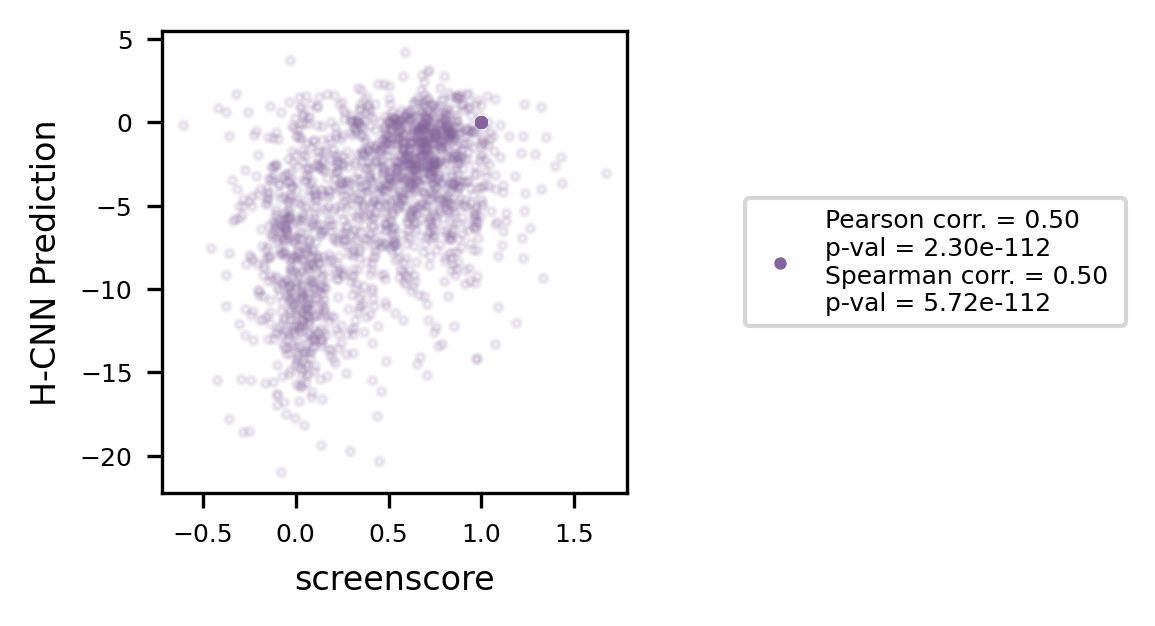 5
0
−5
−10
−15
−20
H-CNN Prediction
−0.5 0.0 0.5 1.0 1.5
screenscore
Pearson corr. = 0.50
p-val = 2.30e-112
Spearman corr. = 0.50
p-val = 5.72e-112